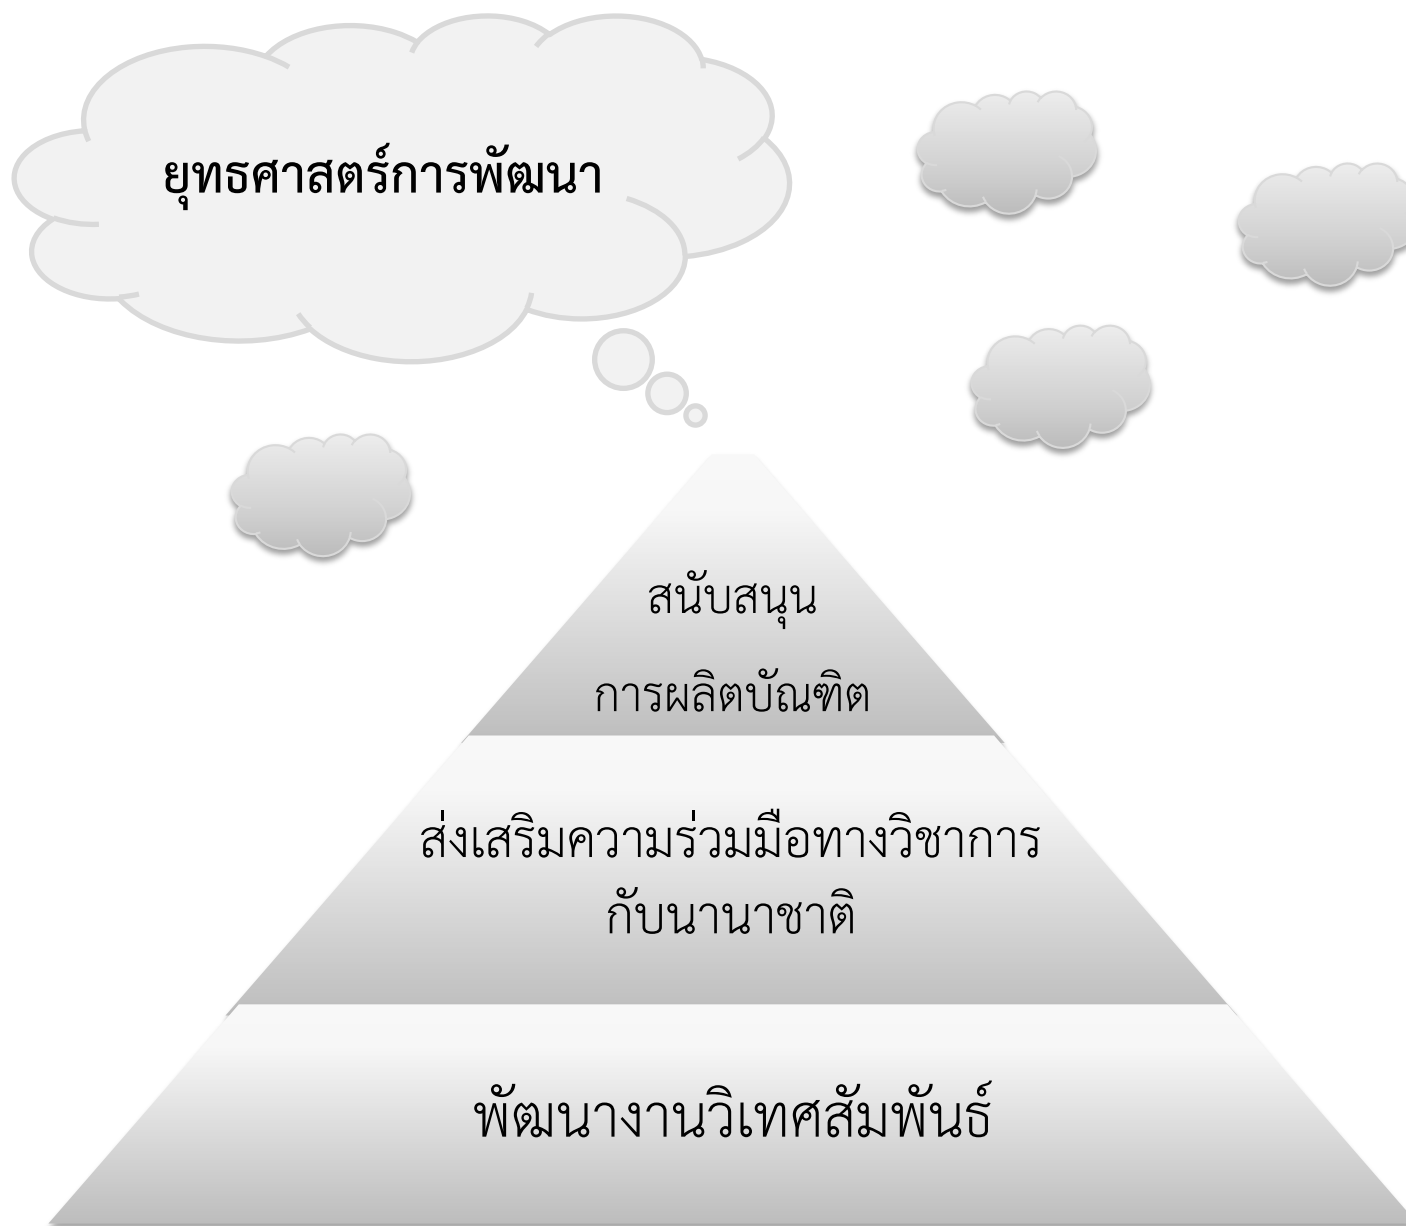 ยุทธศาสตร์การพัฒนา
สนับสนุน
การผลิตบัณฑิต
ส่งเสริมความร่วมมือทางวิชาการ
กับนานาชาติ
พัฒนางานวิเทศสัมพันธ์